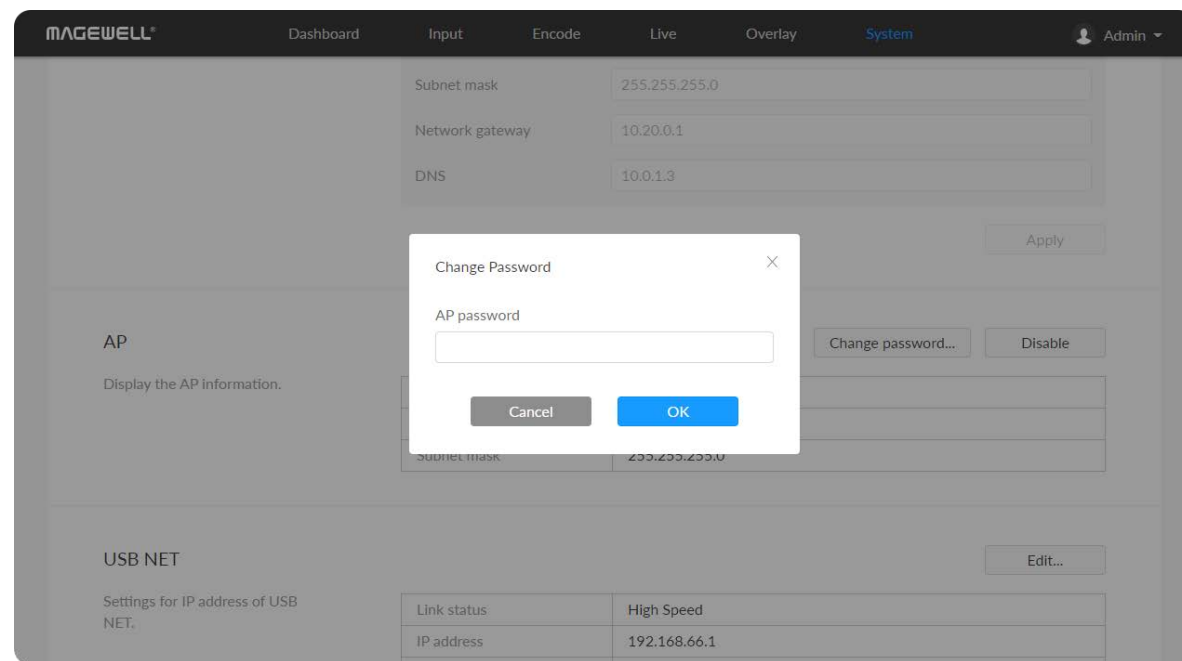 MAGEWELL®
Dashboard
Input
Encode
Live
Overlay
System
Admin
Subnet mask
255.255.255.0
Network gateway
10.20.0.1
DNS
10.0.1.3
Apply
Change Password
AP password
Cancel
OK
AP
Change password...
Disable
Display the AP information.
Subnet mask
255.255.255.0
USB NET
Edit...
Settings for IP address of USB
NET.
Link status
High Speed
IP address
192.168.66.1